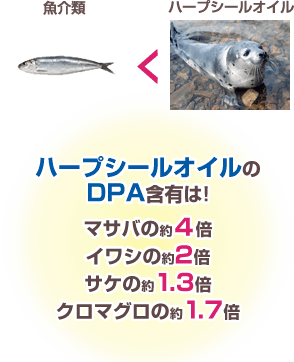 魚介類
ハープシールオイル
<
ハープシールオイルの
DPA含有は!
マサバの約4倍
イワシの約2倍
サケの約1.3倍
クロマグロの約1.7倍